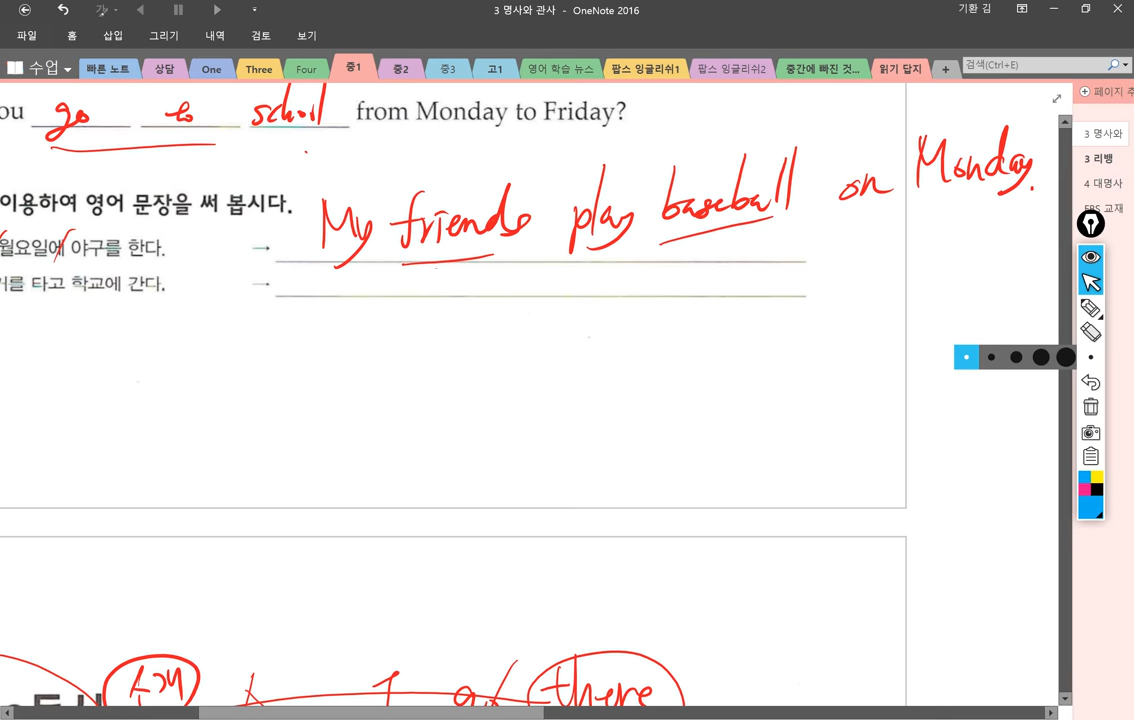 3 명사와 관사 - OneNote 2016
기환 김
파일 홈 삽입 그리기 내역 검토 보기
수업 빠른 노트 상담 One Three Four 중1 중2 중3 고1 영어 학습 뉴스 팝스 잉글리쉬1 팝스 잉글리쉬2 중간에 빠진 것... 읽기 답지 + 검색(Ctrl+E)
페이지 추
3 명사와
3 리뱅
4 대명사
EBS 교재
ou go to school from Monday to Friday?
이용하여 영어 문장을 써 봅시다.
월요일에 야구를 한다. → My friends play baseball on Monday.
거를 타고 학교에 간다. →
there